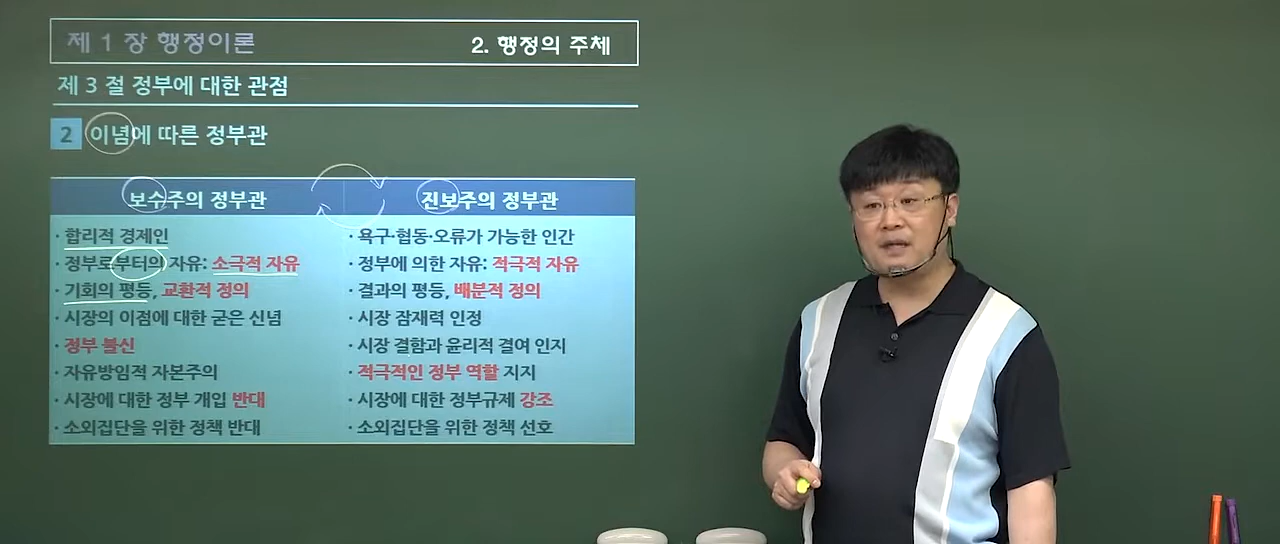 제 1 장 행정이론
2. 행정의 주체
제 3 절 정부에 대한 관점
2 이념에 따른 정부관
보수주의 정부관
진보주의 정부관
· 합리적 경제인
· 욕구·협동·오류가 가능한 인간
· 정부로부터의 자유: 소극적 자유
· 정부에 의한 자유: 적극적 자유
· 기회의 평등, 교환적 정의
· 결과의 평등, 배분적 정의
· 시장의 이점에 대한 굳은 신념
· 시장 잠재력 인정
· 정부 불신
· 시장 결함과 윤리적 결여 인지
· 자유방임적 자본주의
· 적극적인 정부 역할 지지
· 시장에 대한 정부 개입 반대
· 시장에 대한 정부규제 강조
· 소외집단을 위한 정책 반대
· 소외집단을 위한 정책 선호